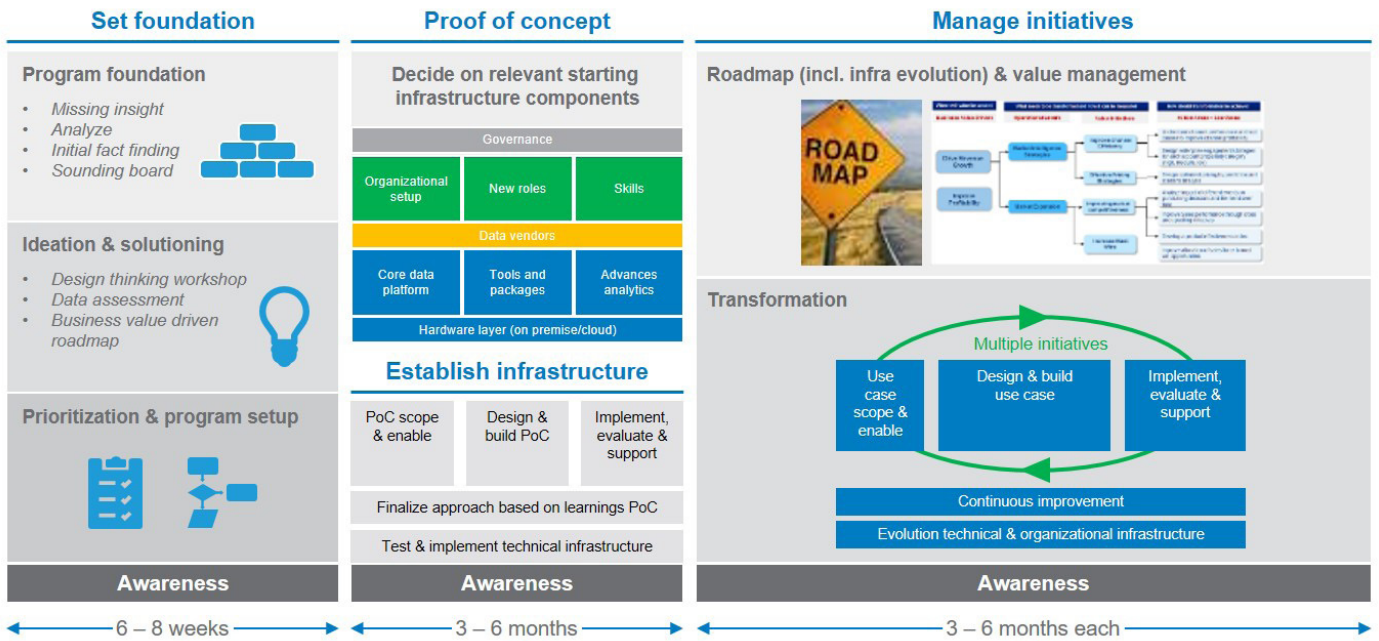 Set foundation
Program foundation
• Missing insight
• Analyze
• Initial fact finding
• Sounding board
Ideation & solutioning
• Design thinking workshop
• Data assessment
• Business value driven
roadmap
Prioritization & program setup
Awareness
6 – 8 weeks
Proof of concept
Decide on relevant starting
infrastructure components
Governance
Organizational
setup
New roles
Skills
Data vendors
Core data
platform
Tools and
packages
Advances
analytics
Hardware layer (on premise/cloud)
Establish infrastructure
PoC scope
& enable
Design &
build PoC
Implement,
evaluate &
support
Finalize approach based on learnings PoC
Test & implement technical infrastructure
Awareness
3 – 6 months
Manage initiatives
Roadmap (incl. infra evolution) & value management
ROAD
MAP
Drive Revenue
Growth
Improve
Profitability
Transformation
Multiple initiatives
Use
case
scope &
enable
Design & build
use case
Implement,
evaluate &
support
Continuous improvement
Evolution technical & organizational infrastructure
Awareness
3 – 6 months each